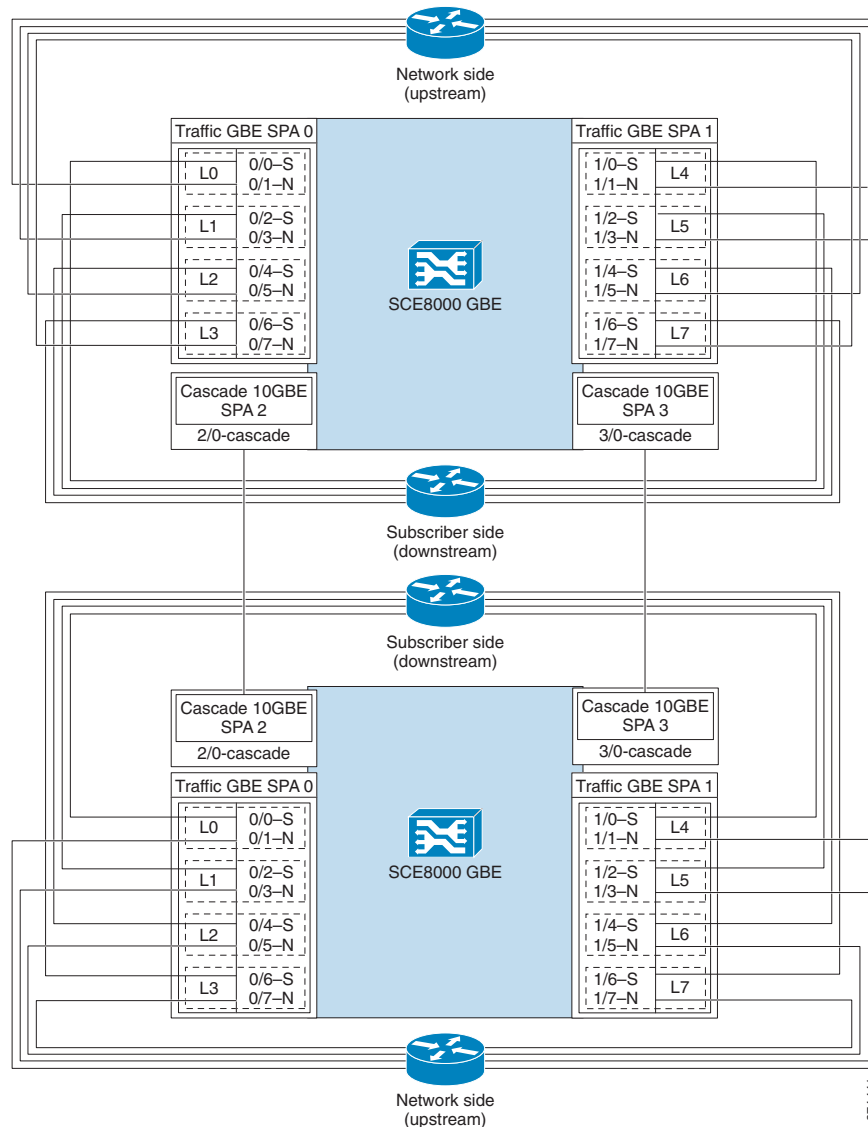 Network side
(upstream)
Traffic GBE SPA 0
L0
0/0–S
0/1–N
L1
0/2–S
0/3–N
L2
0/4–S
0/5–N
L3
0/6–S
0/7–N
Traffic GBE SPA 1
1/0–S
1/1–N
L4
1/2–S
1/3–N
L5
1/4–S
1/5–N
L6
1/6–S
1/7–N
L7
SCE8000 GBE
Cascade 10GBE
SPA 2
2/0-cascade
Cascade 10GBE
SPA 3
3/0-cascade
Subscriber side
(downstream)
Subscriber side
(downstream)
Cascade 10GBE
SPA 2
2/0-cascade
Cascade 10GBE
SPA 3
3/0-cascade
Traffic GBE SPA 0
L0
0/0–S
0/1–N
L1
0/2–S
0/3–N
L2
0/4–S
0/5–N
L3
0/6–S
0/7–N
Traffic GBE SPA 1
1/0–S
1/1–N
L4
1/2–S
1/3–N
L5
1/4–S
1/5–N
L6
1/6–S
1/7–N
L7
SCE8000 GBE
Network side
(upstream)